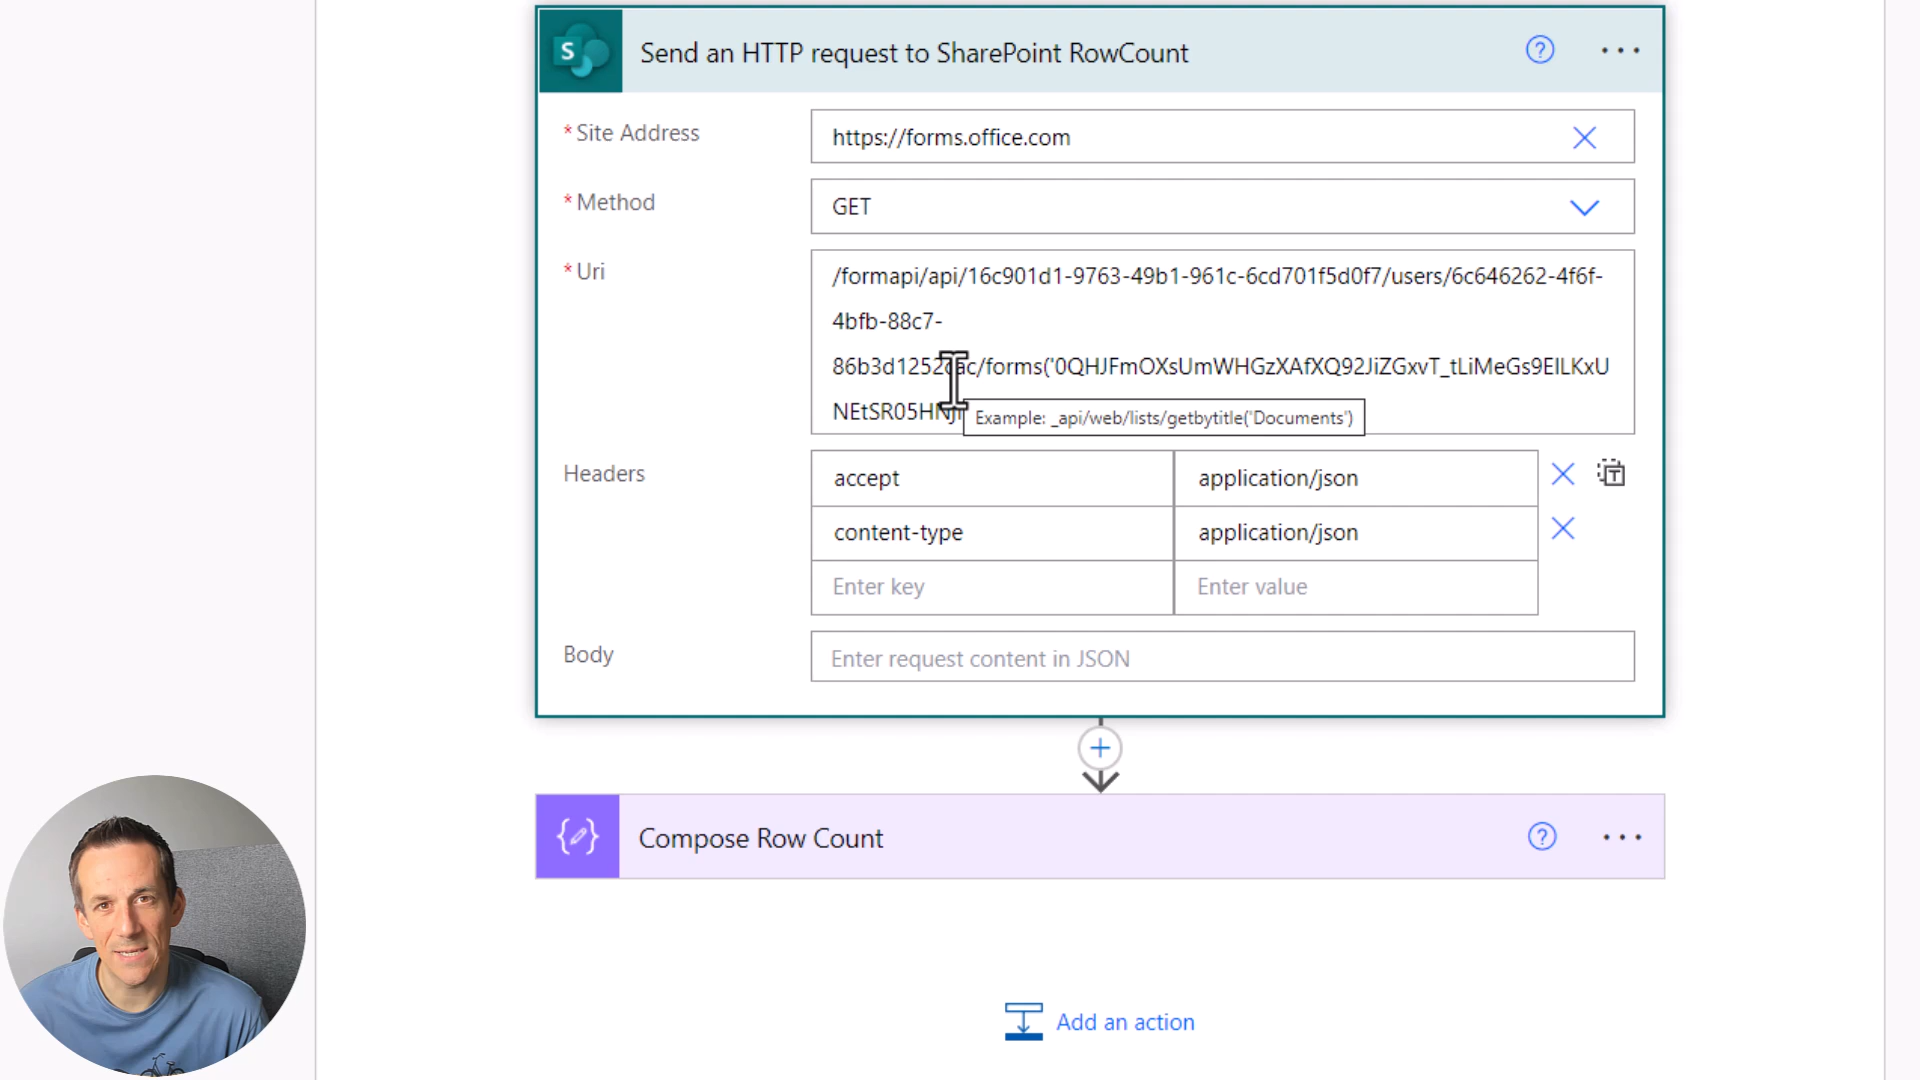 S
Send an HTTP request to SharePoint RowCount
* Site Address
https://forms.office.com
* Method
GET
* Uri
/formapi/api/16c901d1-9763-49b1-961c-6cd701f5d0f7/users/6c646262-4f6f-
4bfb-88c7-
86b3d1252cac/forms('0QHJFmOXsUmWHGzXAfXQ92JiZGxvT_tLiMeGs9ElLKxU
Example: _api/web/lists/getbytitle('Documents')
Headers
accept
application/json
content-type
application/json
Enter key
Enter value
Body
Enter request content in JSON
Compose Row Count
Add an action